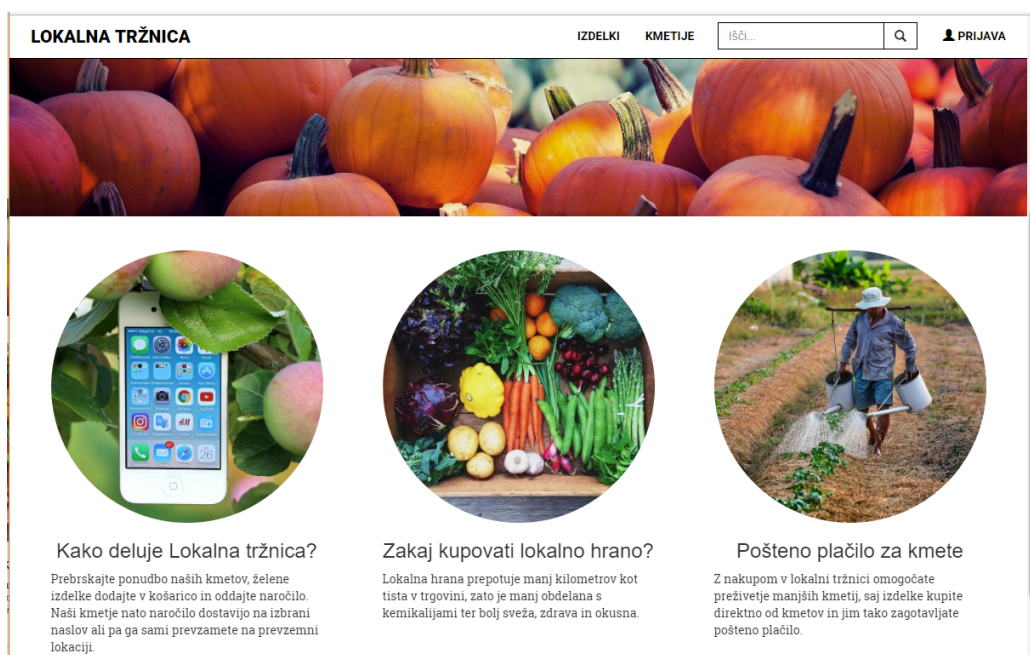 LOKALNA TRŽNICA
IZDELKI
KMETIJE
Išči...
PRIJAVA
Kako deluje Lokalna tržnica?
Prebrskajte ponudbo naših kmetov, želene
izdelke dodajte v košarico in oddajte naročilo.
Naši kmetje nato naročilo dostavijo na izbrani
naslov ali pa ga sami prevzamete na prevzemni
lokaciji.
Zakaj kupovati lokalno hrano?
Lokalna hrana prepotuje manj kilometrov kot
tista v trgovini, zato je manj obdelana s
kemikalijami ter bolj sveža, zdrava in okusna.
Pošteno plačilo za kmete
Z nakupom v lokalni tržnici omogočate
preživetje manjših kmetij, saj izdelke kupite
direktno od kmetov in jim tako zagotavljate
pošteno plačilo.